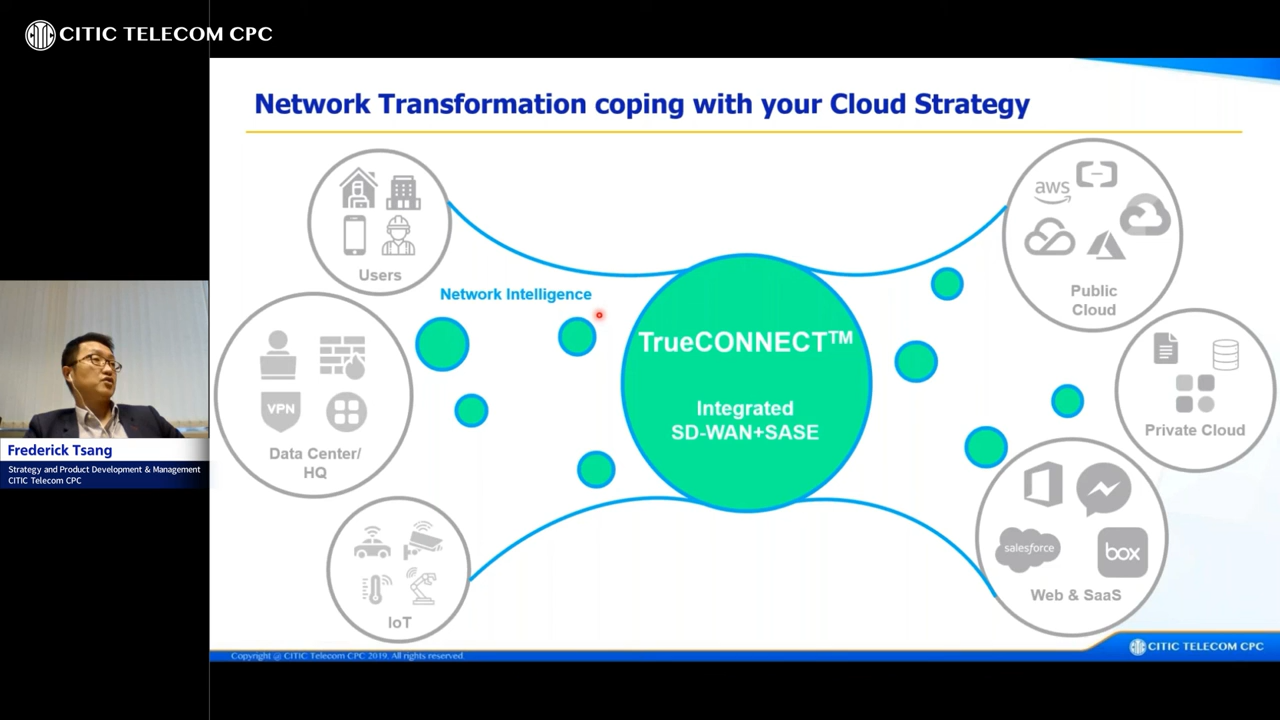 CITIC TELECOM CPC
Network Transformation coping with your Cloud Strategy
Users
Network Intelligence
VPN
Data Center/
HQ
IoT
TrueCONNECT™
Integrated
SD-WAN+SASE
aws
Public
Cloud
Private Cloud
salesforce
box
Web & SaaS
Frederick Tsang
Strategy and Product Development & Management
CITIC Telecom CPC
Copyright @ CITIC Telecom CPC 2019. All rights reserved.
CITIC TELECOM CPC